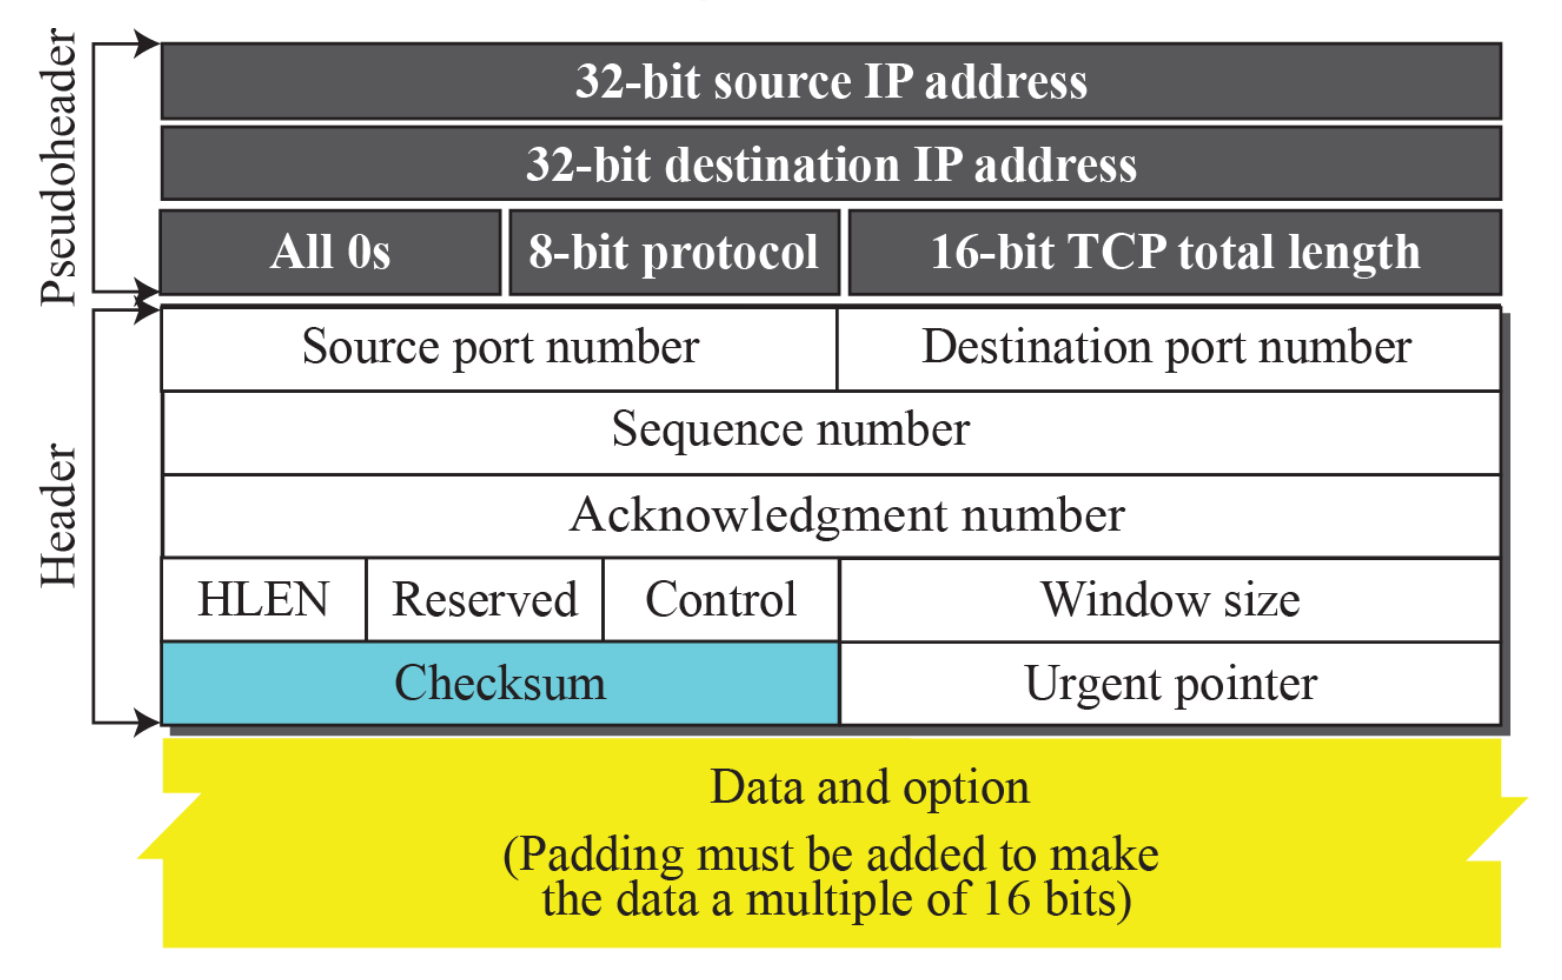 Pseudoheader
32-bit source IP address
32-bit destination IP address
All 0s 8-bit protocol 16-bit TCP total length
Header
Source port number Destination port number
Sequence number
Acknowledgment number
HLEN Reserved Control Window size
Checksum Urgent pointer
Data and option
(Padding must be added to make
the data a multiple of 16 bits)